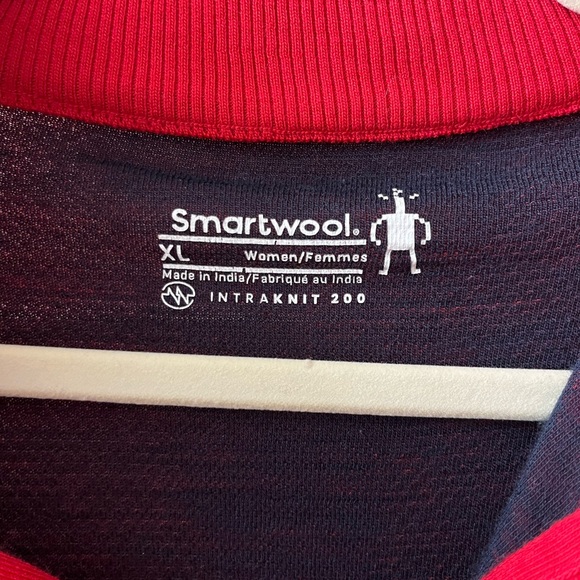 Smartwool®
XL Women/Femmes
Made in India/Fabriqué au India
INTRAKNIT 200